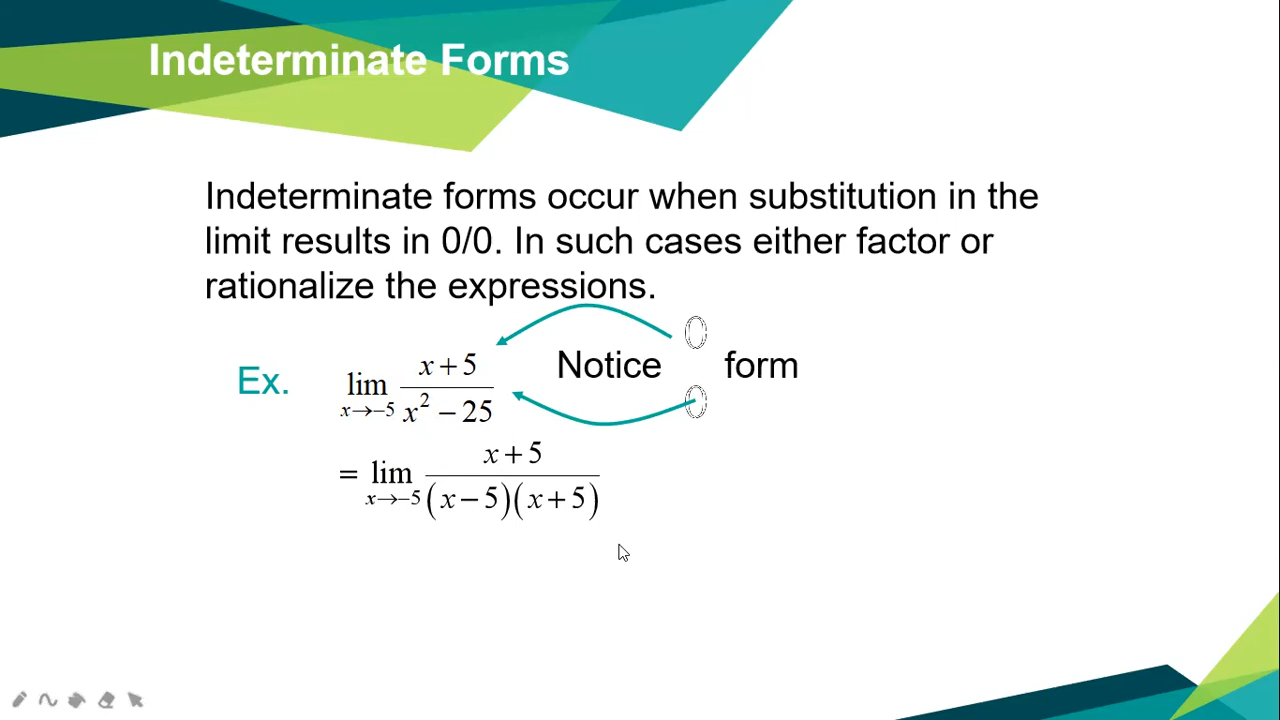 Indeterminate Forms
Indeterminate forms occur when substitution in the
limit results in 0/0. In such cases either factor or
rationalize the expressions.
Ex. lim x→−5 (x + 5)/(x² − 25) Notice 0/0 form
= lim x→−5 (x + 5)/((x − 5)(x + 5))